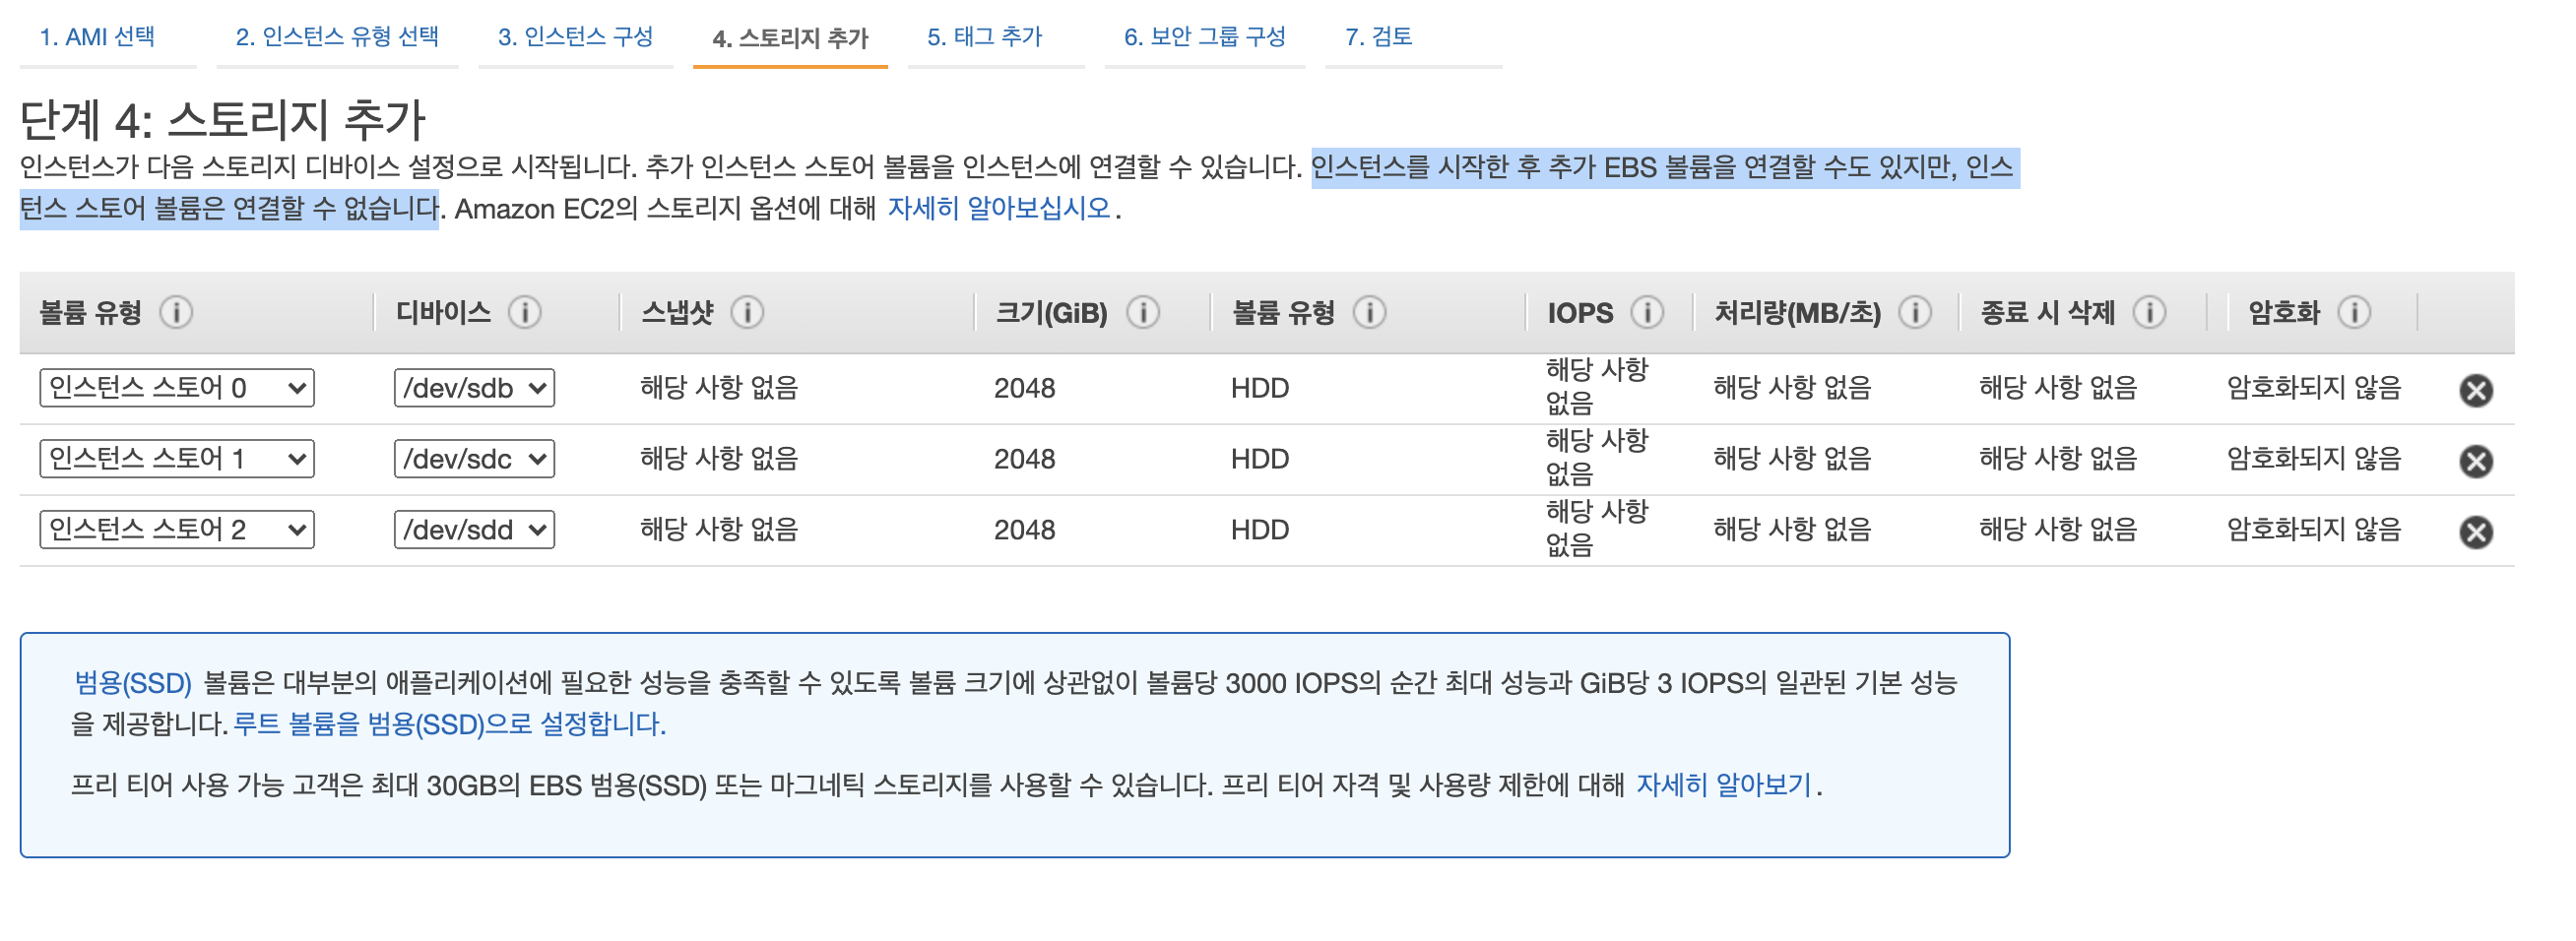 1. AMI 선택 2. 인스턴스 유형 선택 3. 인스턴스 구성 4. 스토리지 추가 5. 태그 추가 6. 보안 그룹 구성 7. 검토
단계 4: 스토리지 추가
인스턴스가 다음 스토리지 디바이스 설정으로 시작됩니다. 추가 인스턴스 스토어 볼륨을 인스턴스에 연결할 수 있습니다. 인스턴스를 시작한 후 추가 EBS 볼륨을 연결할 수도 있지만, 인스
턴스 스토어 볼륨은 연결할 수 없습니다. Amazon EC2의 스토리지 옵션에 대해 자세히 알아보십시오.
볼륨 유형 디바이스 스냅샷 크기(GiB) 볼륨 유형 IOPS 처리량(MB/초) 종료 시 삭제 암호화
인스턴스 스토어 0 /dev/sdb 해당 사항 없음 2048 HDD 해당 사항 없음 해당 사항 없음 해당 사항 없음 암호화되지 않음
인스턴스 스토어 1 /dev/sdc 해당 사항 없음 2048 HDD 해당 사항 없음 해당 사항 없음 해당 사항 없음 암호화되지 않음
인스턴스 스토어 2 /dev/sdd 해당 사항 없음 2048 HDD 해당 사항 없음 해당 사항 없음 해당 사항 없음 암호화되지 않음
범용(SSD) 볼륨은 대부분의 애플리케이션에 필요한 성능을 충족할 수 있도록 볼륨 크기에 상관없이 볼륨당 3000 IOPS의 순간 최대 성능과 GiB당 3 IOPS의 일관된 기본 성능
을 제공합니다. 루트 볼륨을 범용(SSD)으로 설정합니다.
프리 티어 사용 가능 고객은 최대 30GB의 EBS 범용(SSD) 또는 마그네틱 스토리지를 사용할 수 있습니다. 프리 티어 자격 및 사용량 제한에 대해 자세히 알아보기.